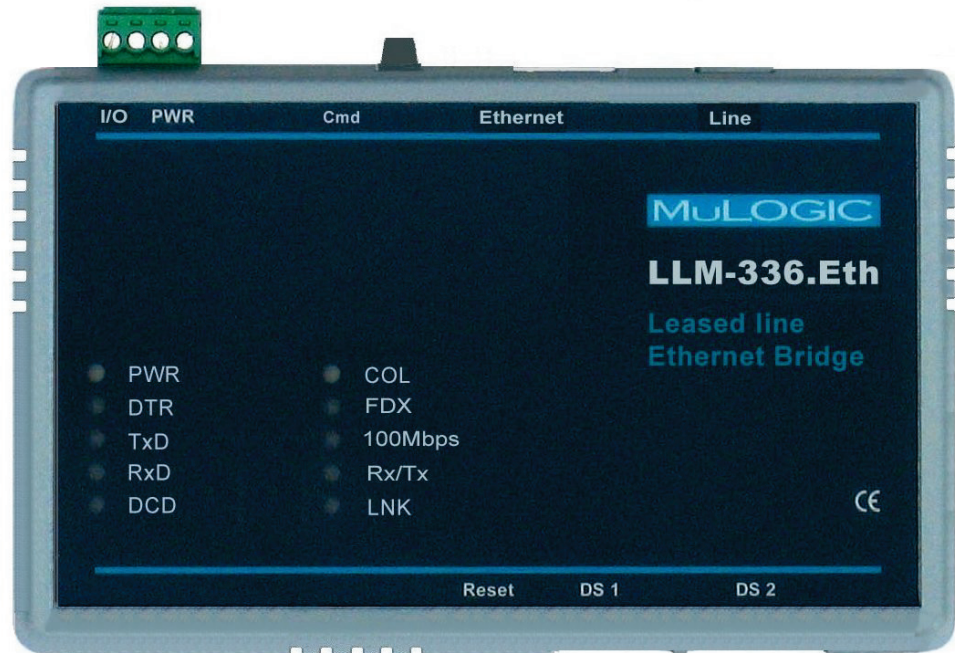 I/O PWR Cmd Ethernet Line
MuLOGIC
LLM-336.Eth
Leased line
Ethernet Bridge
PWR COL
DTR FDX
TxD 100Mbps
RxD Rx/Tx
DCD LNK
CE
Reset DS 1 DS 2